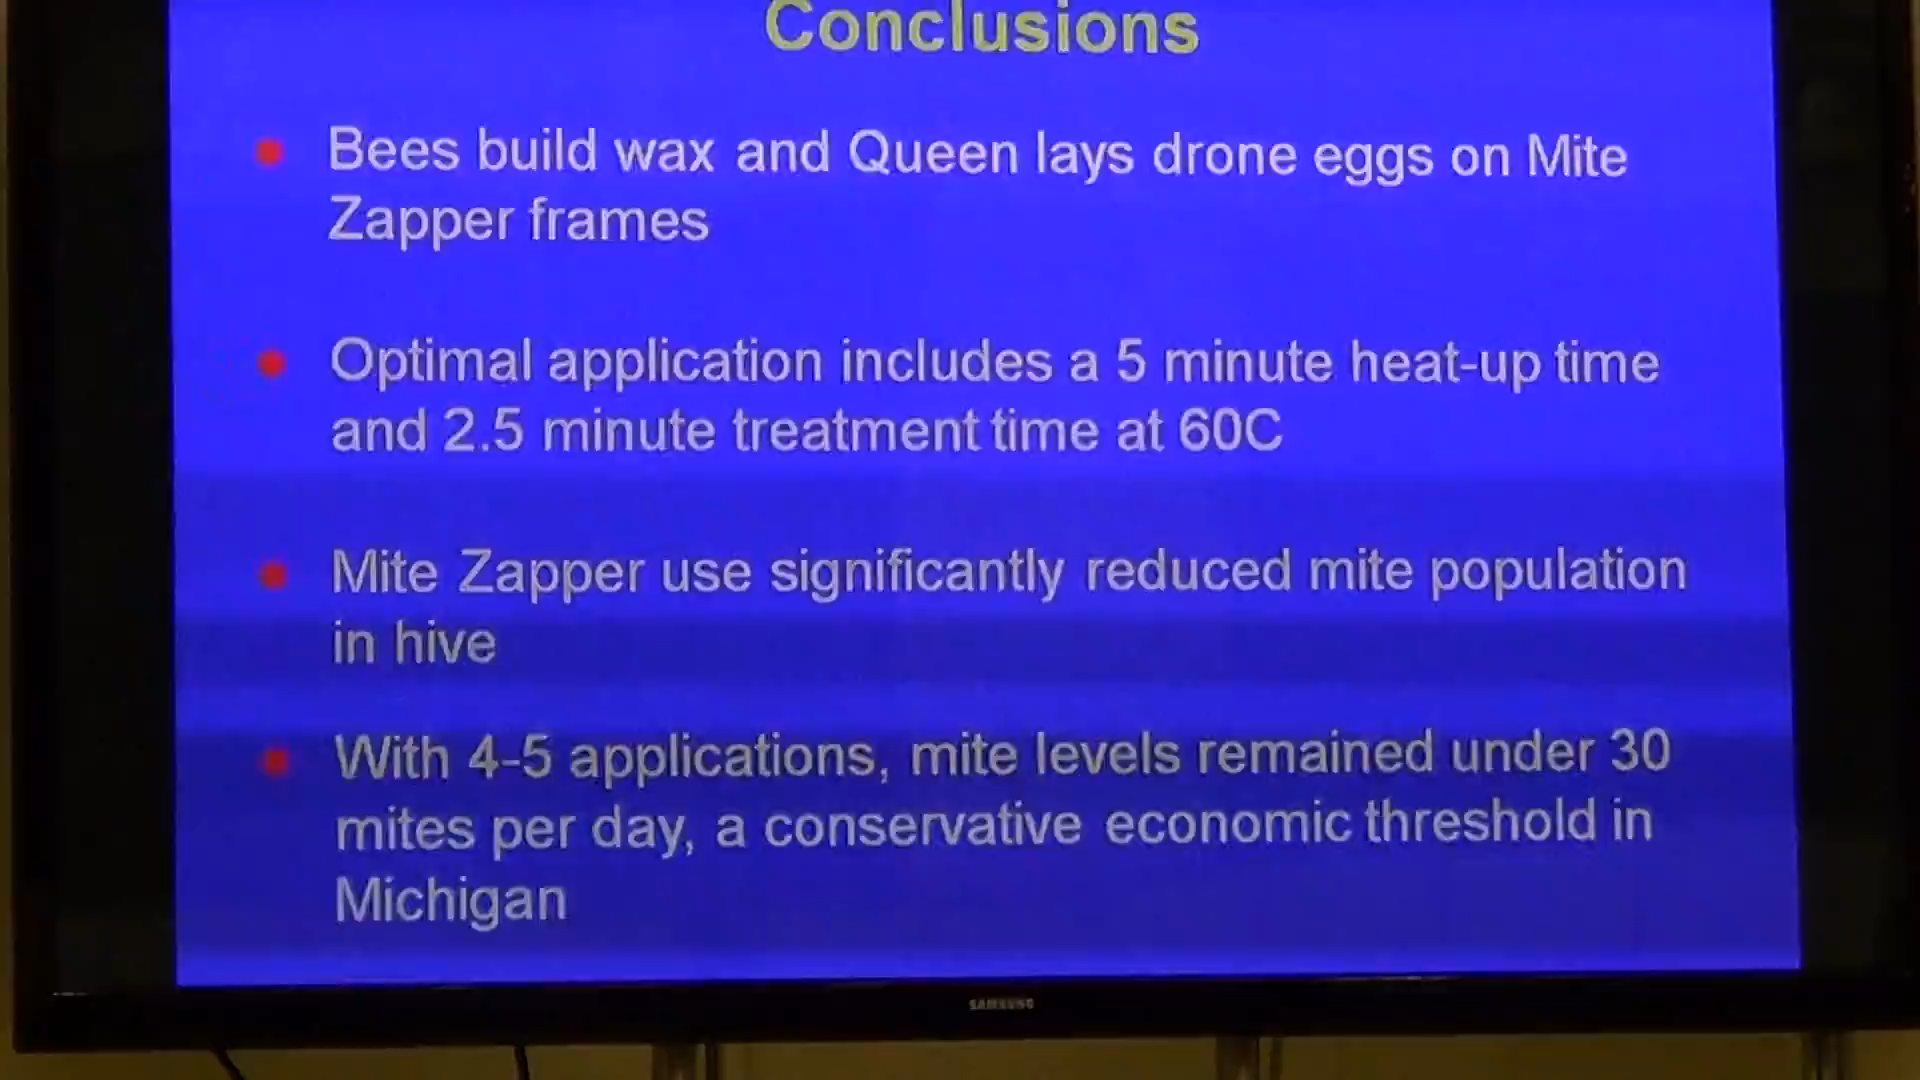 Conclusions
Bees build wax and Queen lays drone eggs on Mite
Zapper frames
Optimal application includes a 5 minute heat-up time
and 2.5 minute treatment time at 60C
Mite Zapper use significantly reduced mite population
in hive
With 4-5 applications, mite levels remained under 30
mites per day, a conservative economic threshold in
Michigan
SAMSUNG